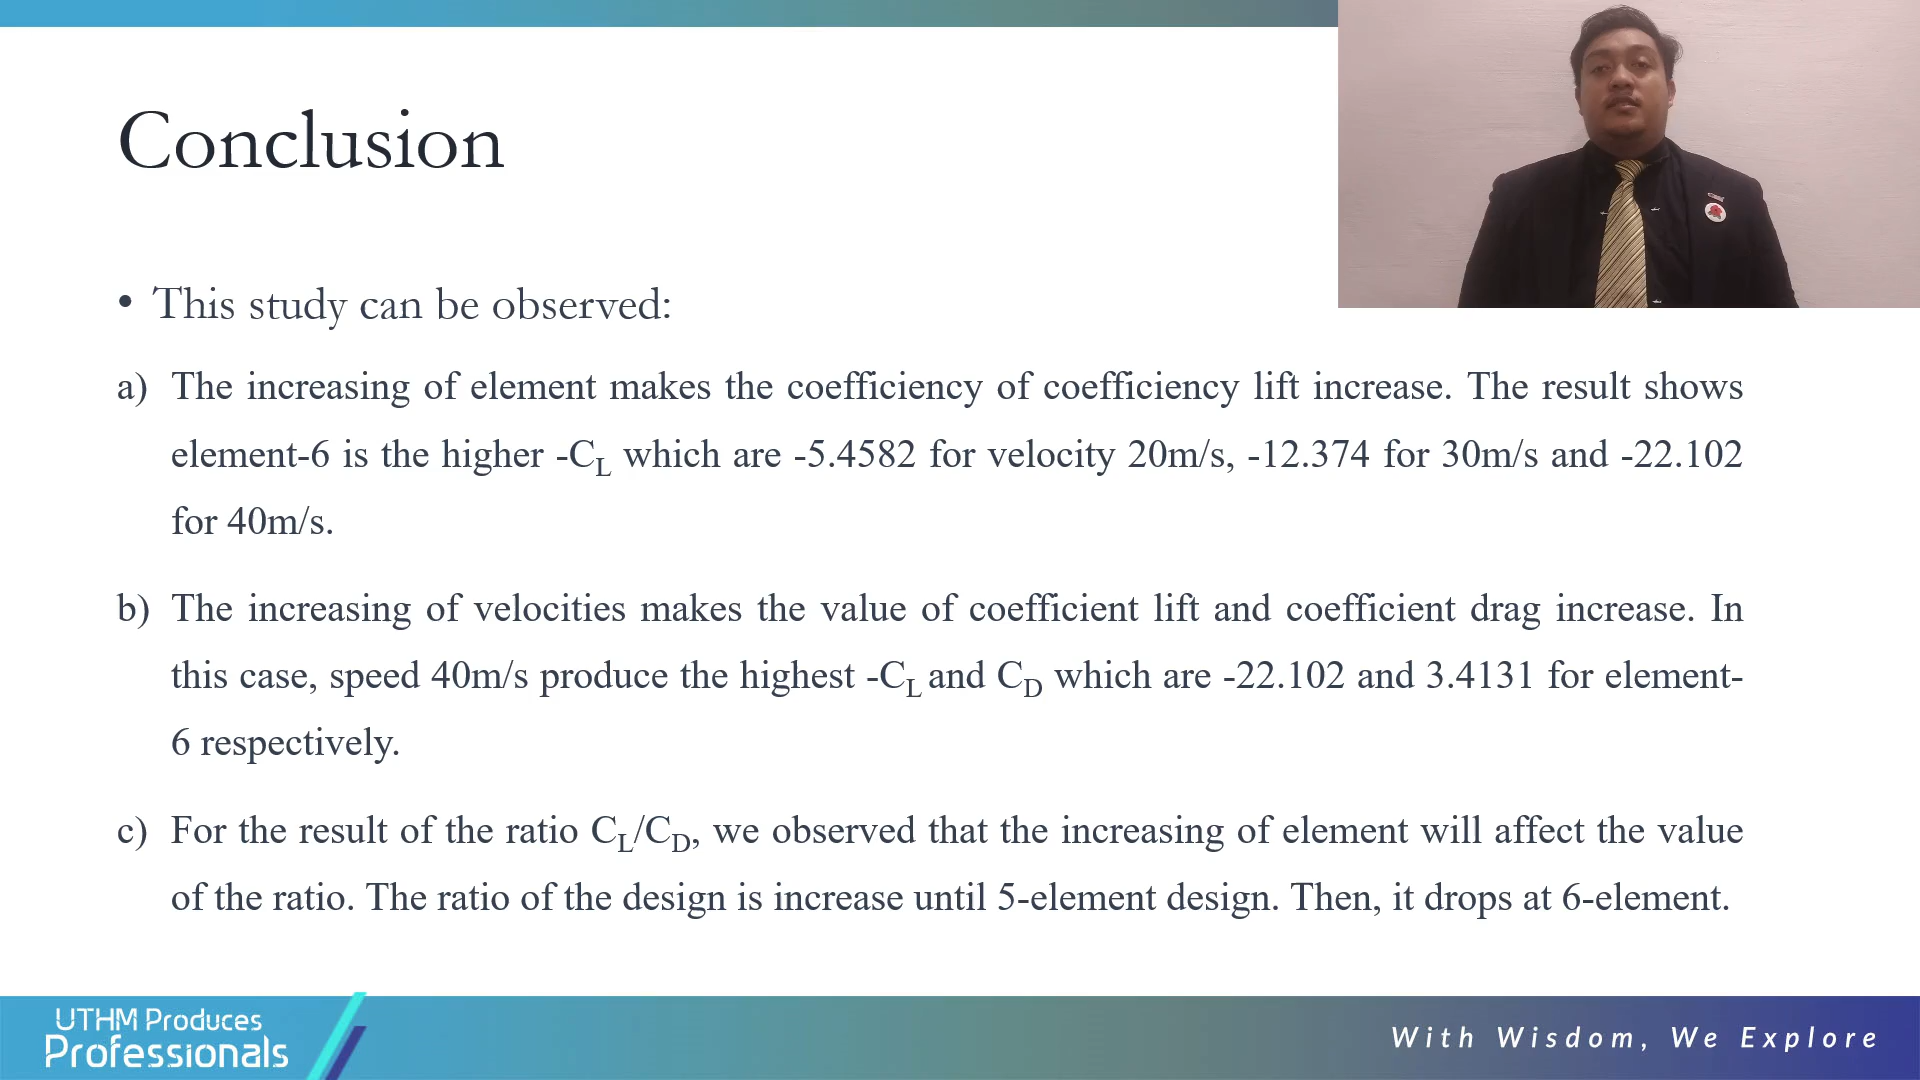 Conclusion
• This study can be observed:
a) The increasing of element makes the coefficiency of coefficiency lift increase. The result shows
element-6 is the higher -CL which are -5.4582 for velocity 20m/s, -12.374 for 30m/s and -22.102
for 40m/s.
b) The increasing of velocities makes the value of coefficient lift and coefficient drag increase. In
this case, speed 40m/s produce the highest -CL and CD which are -22.102 and 3.4131 for element-
6 respectively.
c) For the result of the ratio CL/CD, we observed that the increasing of element will affect the value
of the ratio. The ratio of the design is increase until 5-element design. Then, it drops at 6-element.
UTHM Produces
Professionals
With Wisdom, We Explore